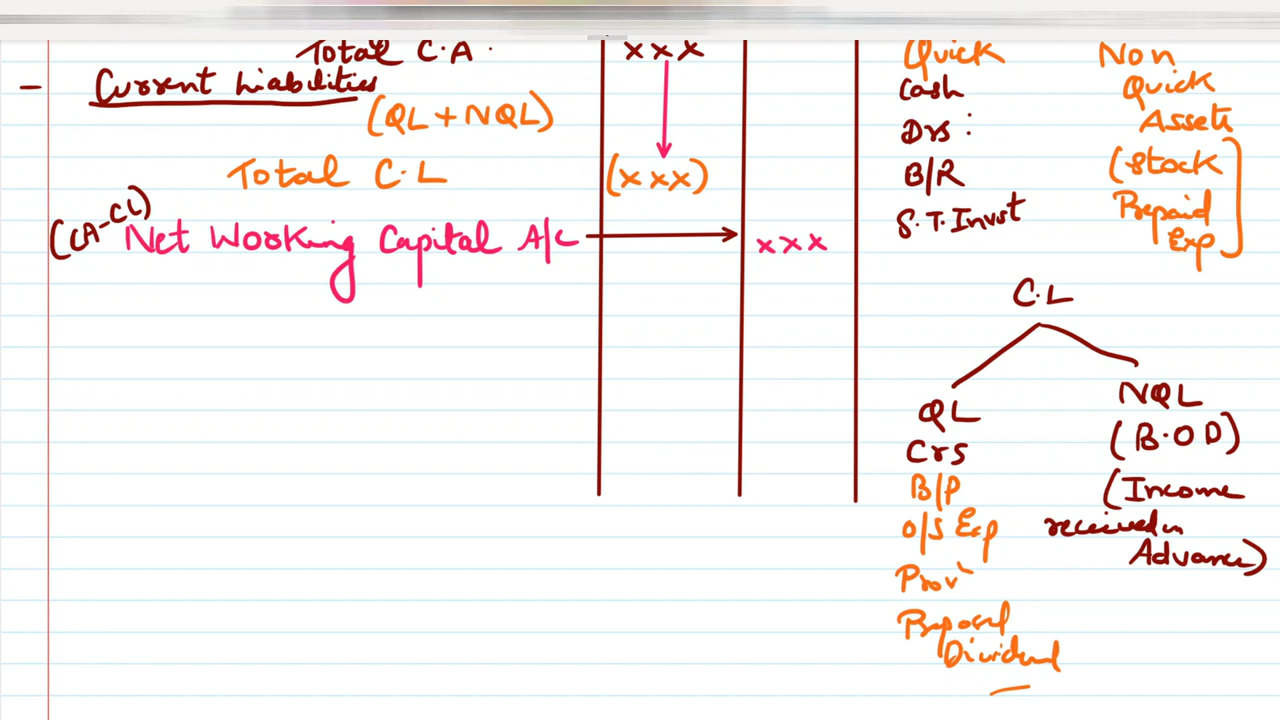 Total C.A. xxx
- Current Liabilities
(QL + NQL)
Total C.L (xxx)
(CA-CL) Net Working Capital A/c xxx
Quick
Cash
Drs :
B/R
S.T. Invst
Non
Quick
Assets
(Stock
Prepaid
Exp)
C.L
QL
Crs
B/P
O/S Exp
Prov
Proposed
Dividend
NQL
(B.O.D)
(Income
received in
Advance)